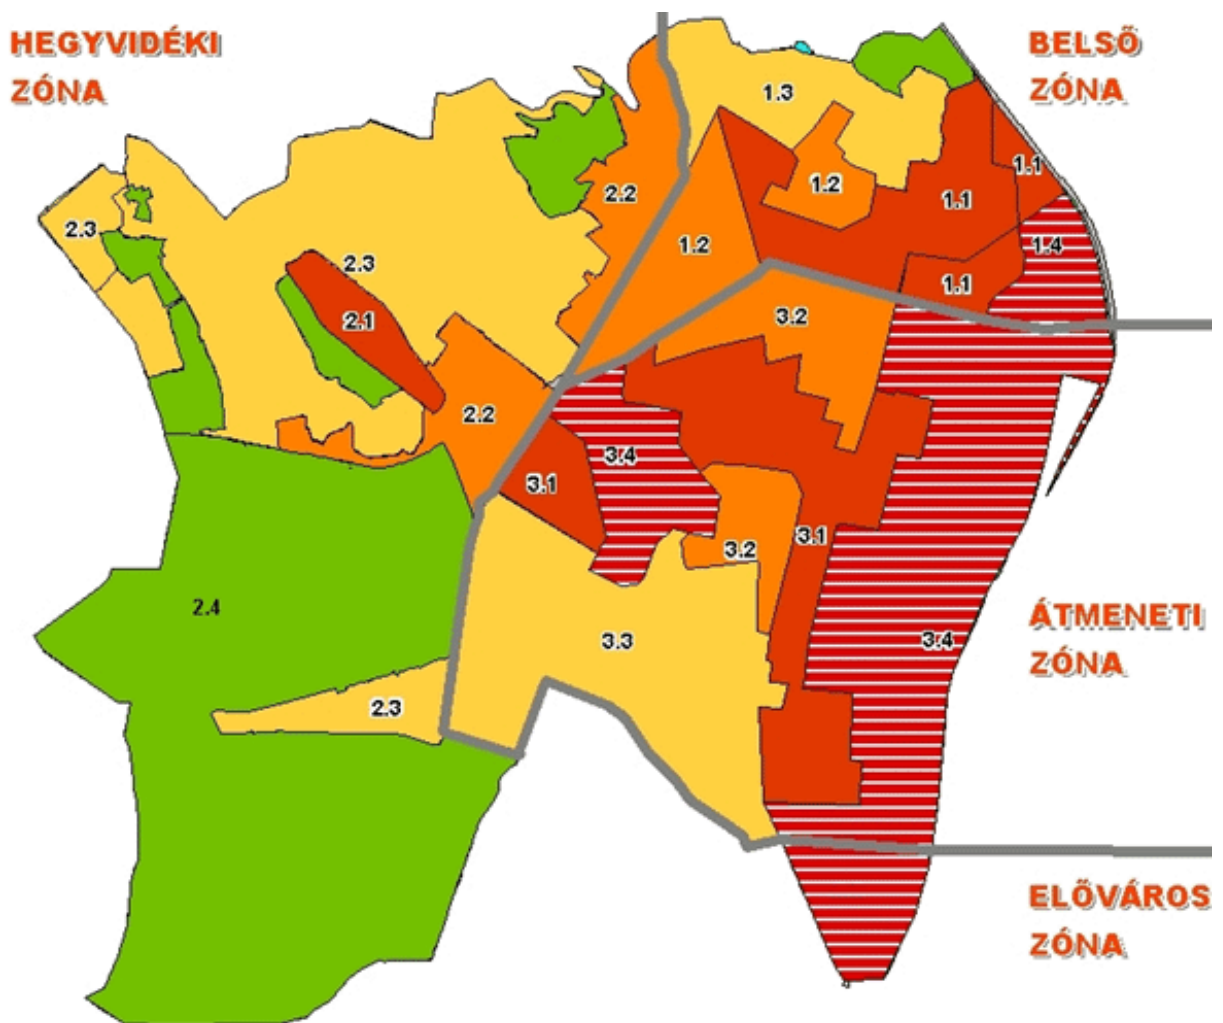 HEGYVIDÉKI
ZÓNA
BELSŐ
ZÓNA
1.3
1.1
2.2
1.2
1.1
2.3
1.2
1.4
2.3
1.1
2.1
3.2
2.2
3.4
3.1
3.1
3.2
2.4
3.3
3.4
ÁTMENETI
ZÓNA
2.3
ELŐVÁROS
ZÓNA